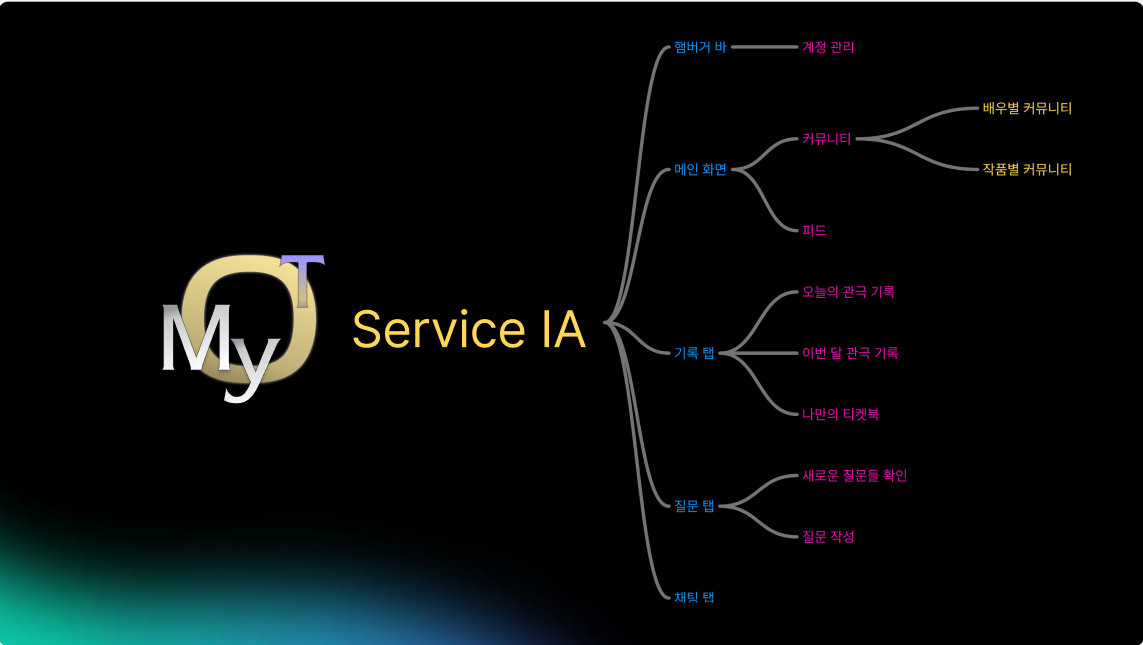 My OT
Service IA
햄버거 바
계정 관리
메인 화면
커뮤니티
배우별 커뮤니티
작품별 커뮤니티
피드
기록 탭
오늘의 관극 기록
이번 달 관극 기록
나만의 티켓북
질문 탭
새로운 질문들 확인
질문 작성
채팅 탭